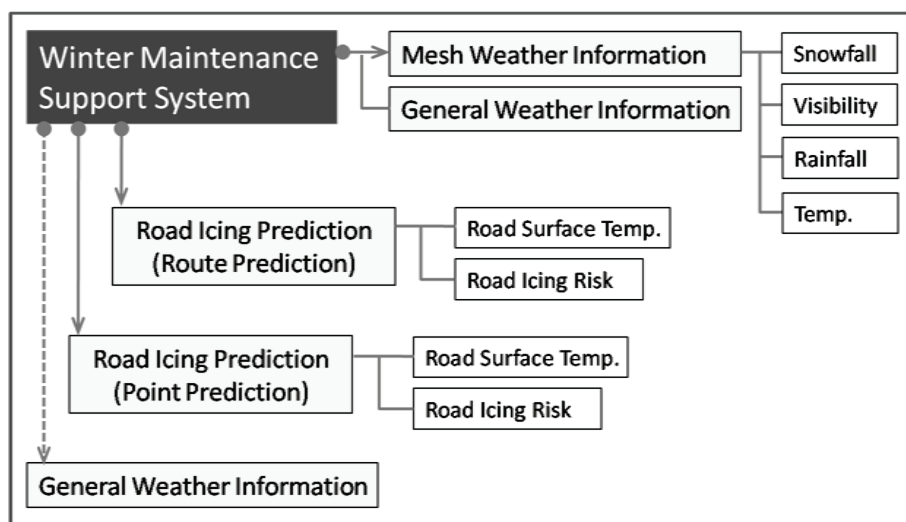 Winter Maintenance
Support System
Mesh Weather Information
General Weather Information
Snowfall
Visibility
Rainfall
Temp.
Road Icing Prediction
(Route Prediction)
Road Surface Temp.
Road Icing Risk
Road Icing Prediction
(Point Prediction)
Road Surface Temp.
Road Icing Risk
General Weather Information